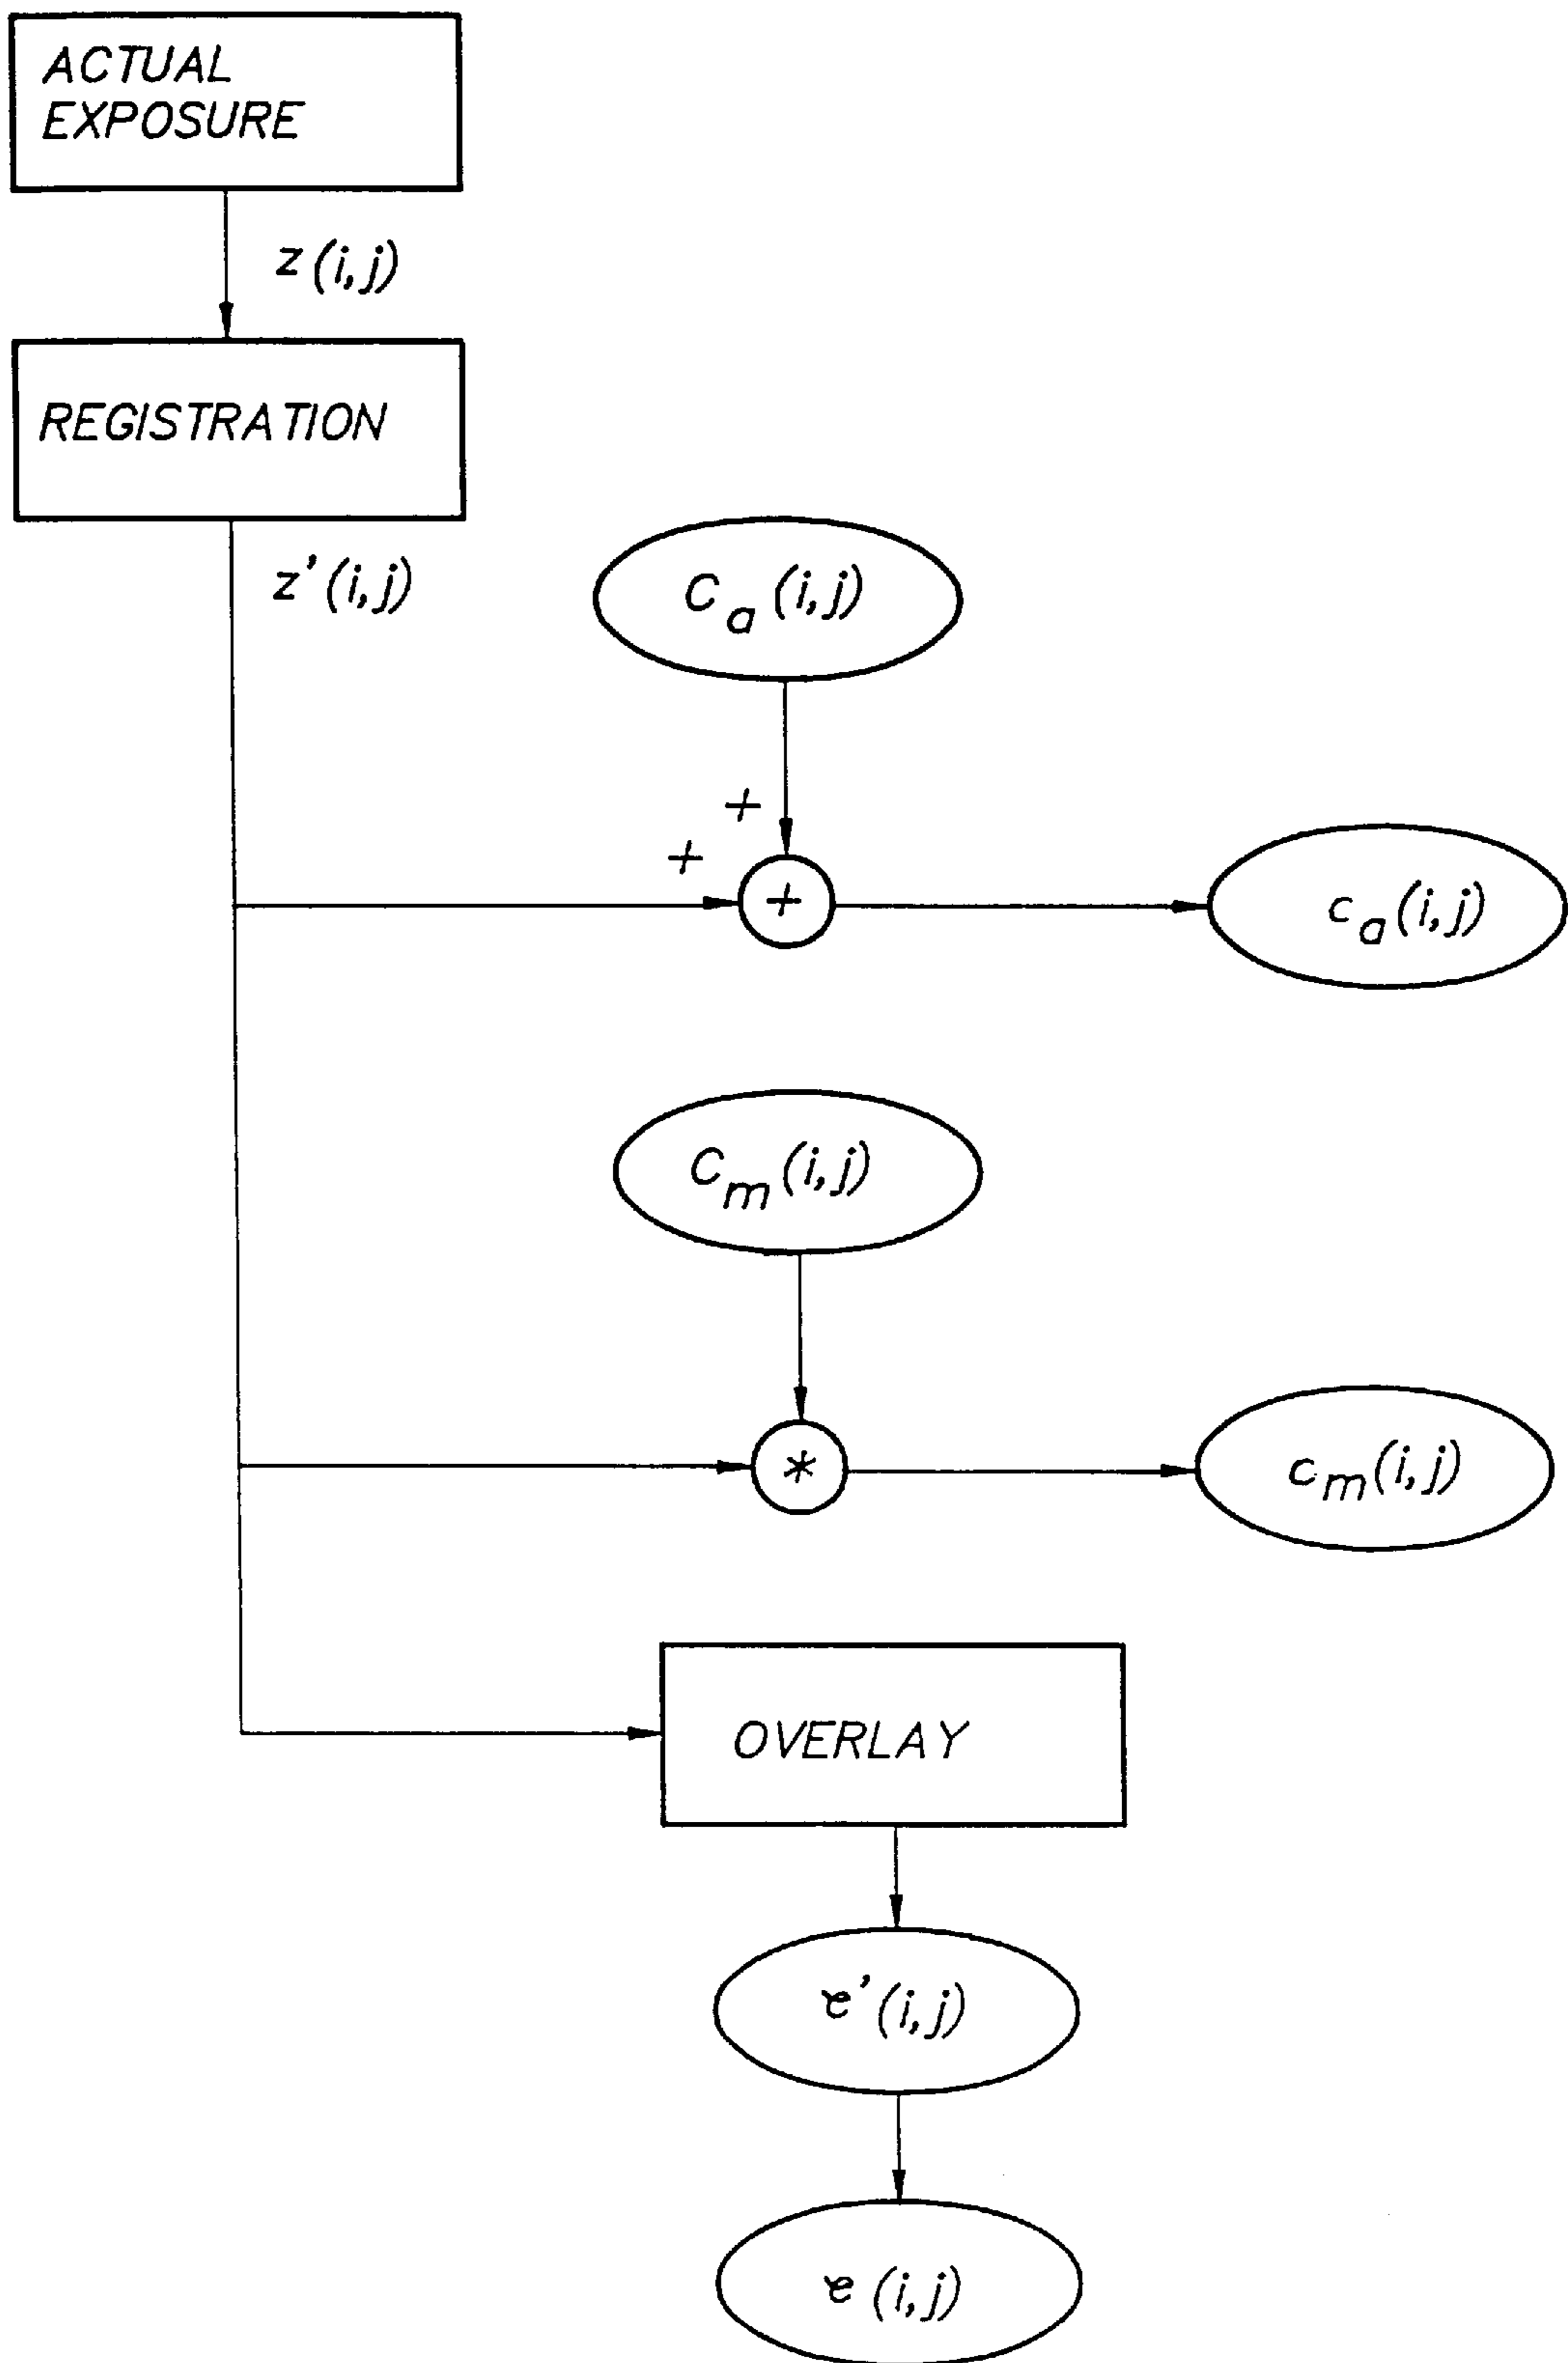 ACTUAL
EXPOSURE
z(i,j)
REGISTRATION
z'(i,j)
C_a(i,j)
+
+
+
c_a(i,j)
C_m(i,j)
*
c_m(i,j)
OVERLAY
e'(i,j)
e(i,j)